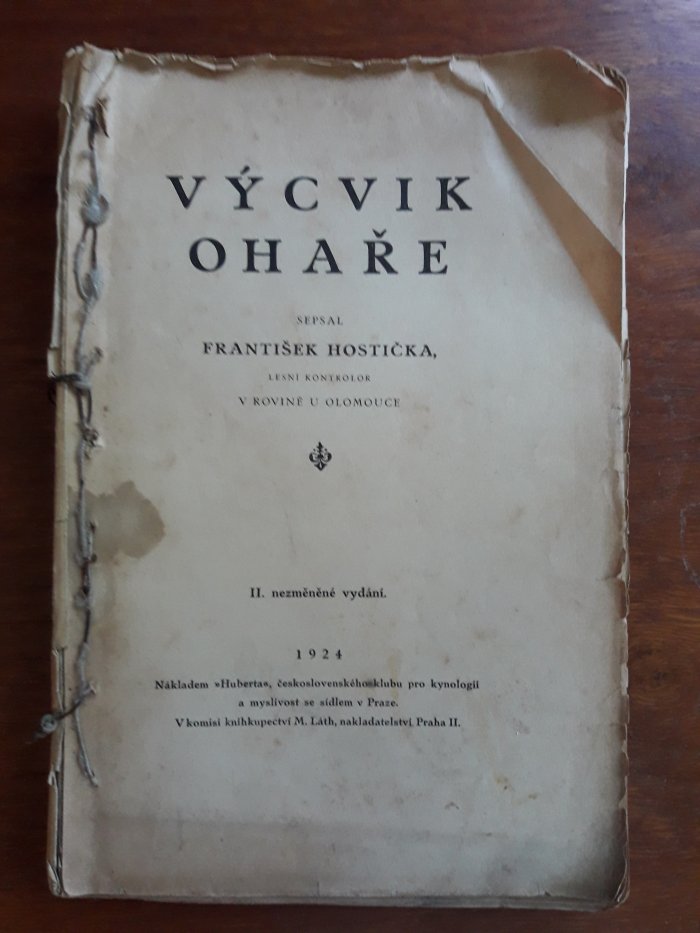 VÝCVIK
OHAŘE
SEPSAL
FRANTIŠEK HOSTIČKA,
LESNÍ KONTROLOR
V ROVINĚ U OLOMOUCE
II. nezměněné vydání.
1924
Nákladem »Huberta«, československého klubu pro kynologii
a myslivost se sídlem v Praze.
V komisi knihkupectví M. Láth, nakladatelství Praha II.